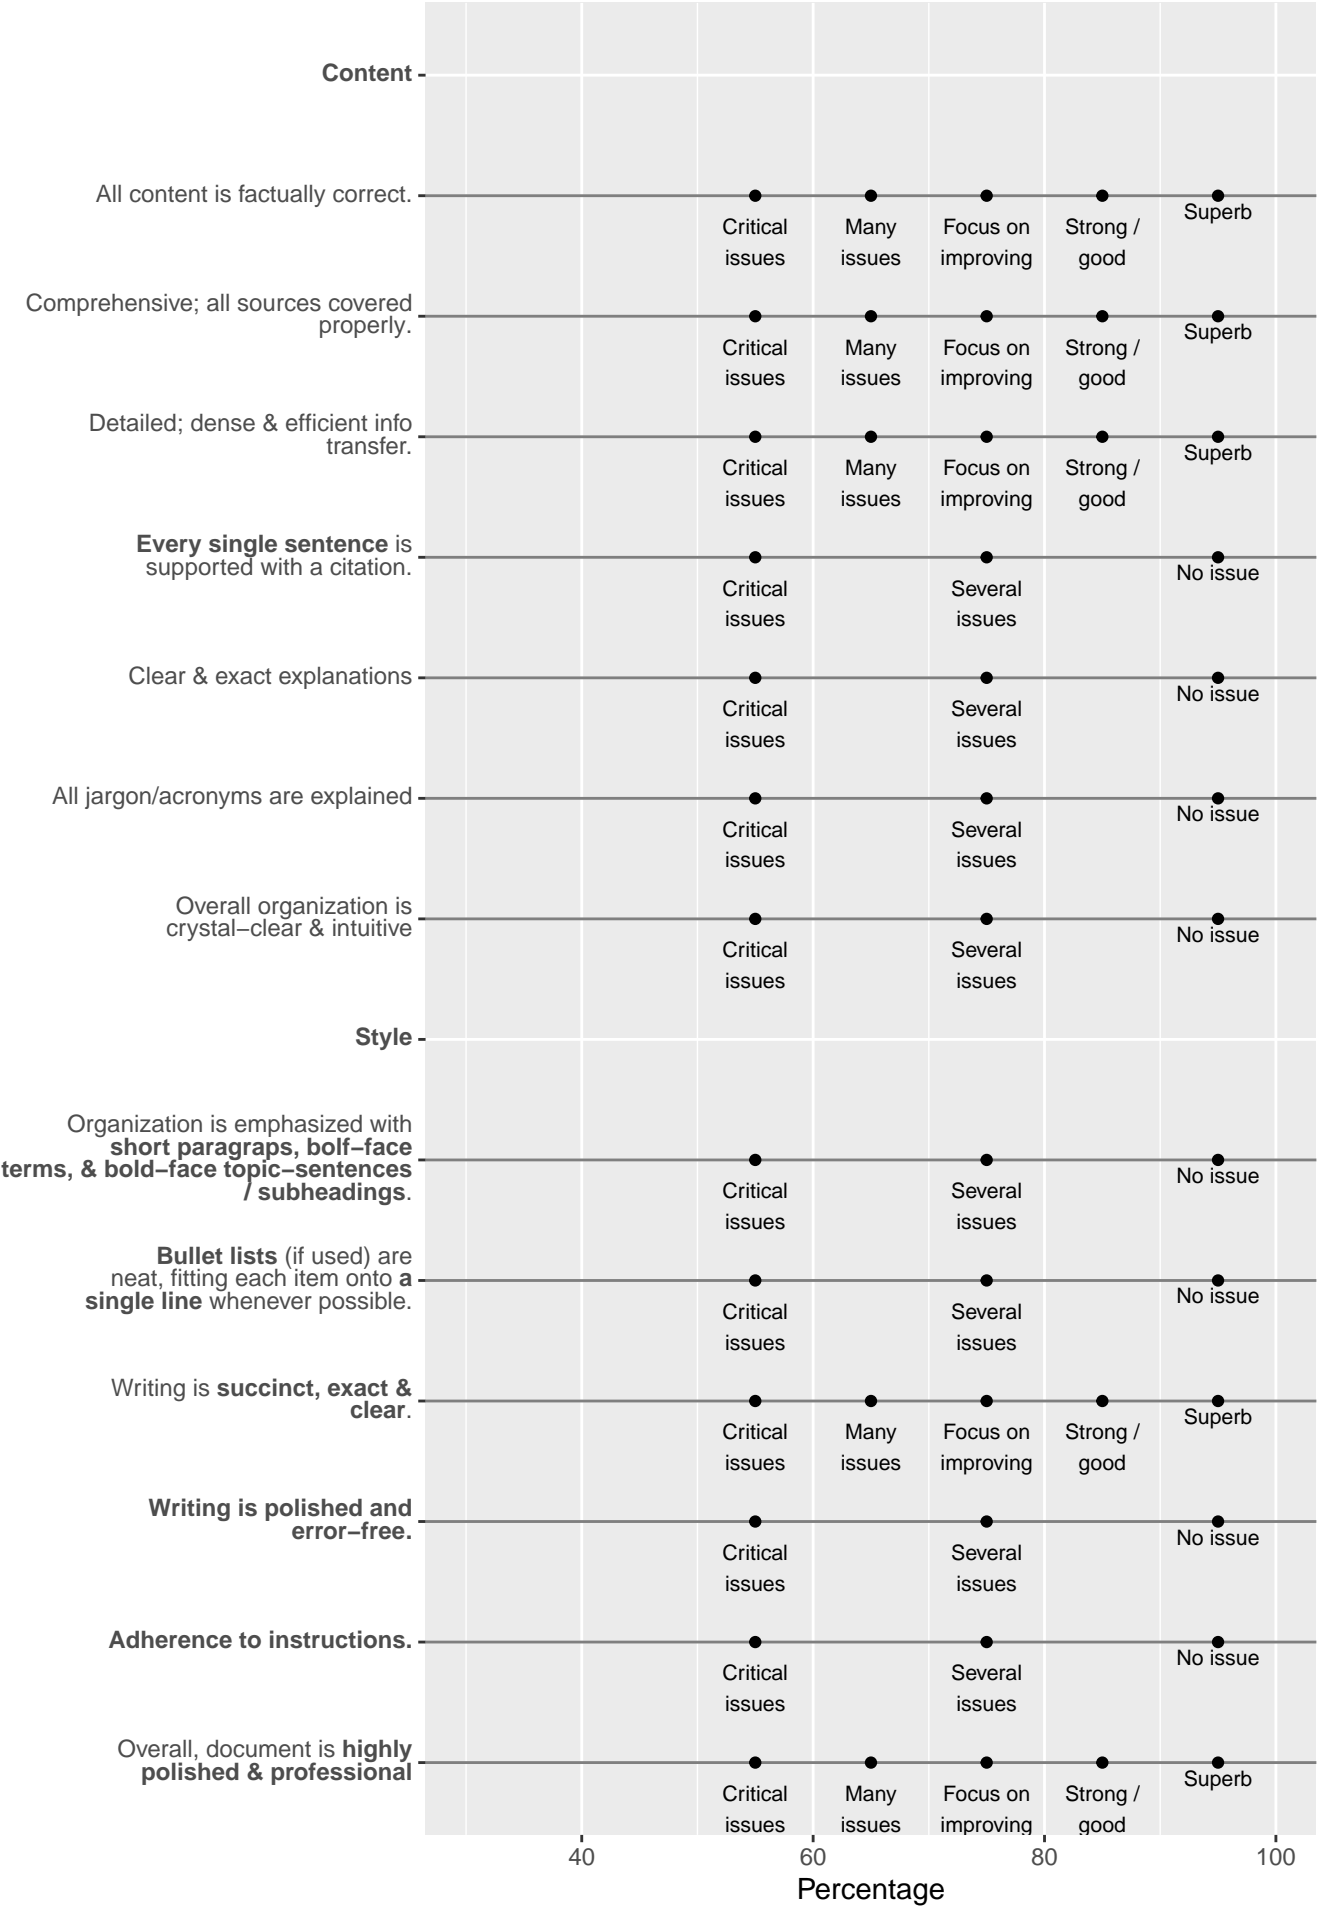 Content
All content is factually correct.
Superb
Critical Many Focus on Strong /
issues issues improving good
Comprehensive; all sources covered
properly.
Superb
Critical Many Focus on Strong /
issues issues improving good
Detailed; dense & efficient info
transfer.
Superb
Critical Many Focus on Strong /
issues issues improving good
Every single sentence is
supported with a citation.
No issue
Critical Several
issues issues
Clear & exact explanations
No issue
Critical Several
issues issues
All jargon/acronyms are explained
No issue
Critical Several
issues issues
Overall organization is
crystal−clear & intuitive
No issue
Critical Several
issues issues
Style
Organization is emphasized with
short paragraps, bolf−face
terms, & bold−face topic−sentences
/ subheadings.
No issue
Critical Several
issues issues
Bullet lists (if used) are
neat, fitting each item onto a
single line whenever possible.
No issue
Critical Several
issues issues
Writing is succinct, exact &
clear.
Superb
Critical Many Focus on Strong /
issues issues improving good
Writing is polished and
error−free.
No issue
Critical Several
issues issues
Adherence to instructions.
No issue
Critical Several
issues issues
Overall, document is highly
polished & professional
Superb
Critical Many Focus on Strong /
issues issues improving good
40 60 80 100
Percentage